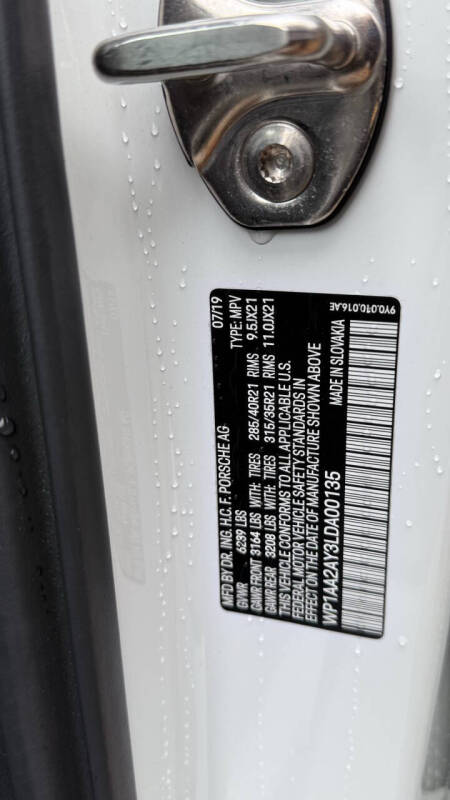 MFD BY DR. ING. H.C. F. PORSCHE AG 07/19
GVWR 6239 LBS TYPE: MPV
GAWR FRONT 3164 LBS WITH: TIRES 285/40R21 RIMS 9.5JX21
GAWR REAR 3208 LBS WITH: TIRES 315/35R21 RIMS 11.0JX21
THIS VEHICLE CONFORMS TO ALL APPLICABLE U.S.
FEDERAL MOTOR VEHICLE SAFETY STANDARDS IN
EFFECT ON THE DATE OF MANUFACTURE SHOWN ABOVE
WP1AA2AY3LDA00135 MADE IN SLOVAKIA
9Y0.010.016.AE